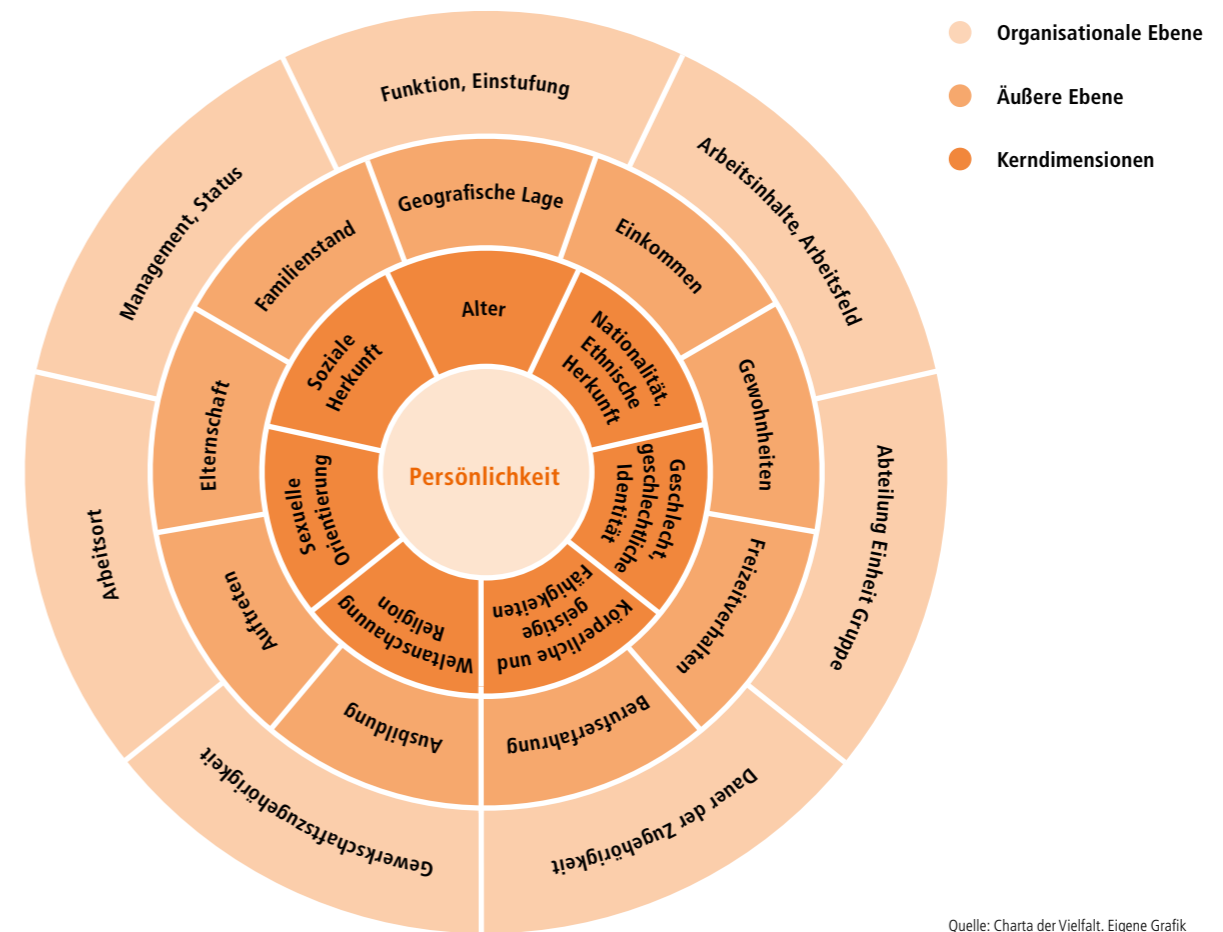 Organisationale Ebene
Äußere Ebene
Kerndimensionen
Funktion, Einstufung
Arbeitsinhalte, Arbeitsfeld
Abteilung Einheit Gruppe
Dauer der Zugehörigkeit
Gewerkschaftszugehörigkeit
Arbeitsort
Management, Status
Geografische Lage
Einkommen
Gewohnheiten
Freizeitverhalten
Berufserfahrung
Ausbildung
Auftreten
Elternschaft
Familienstand
Alter
Nationalität,
Ethnische
Herkunft
Geschlecht,
geschlechtliche
Identität
Körperliche und
geistige
Fähigkeiten
Weltanschauung
Religion
Sexuelle
Orientierung
Soziale
Herkunft
Persönlichkeit
Quelle: Charta der Vielfalt. Eigene Grafik